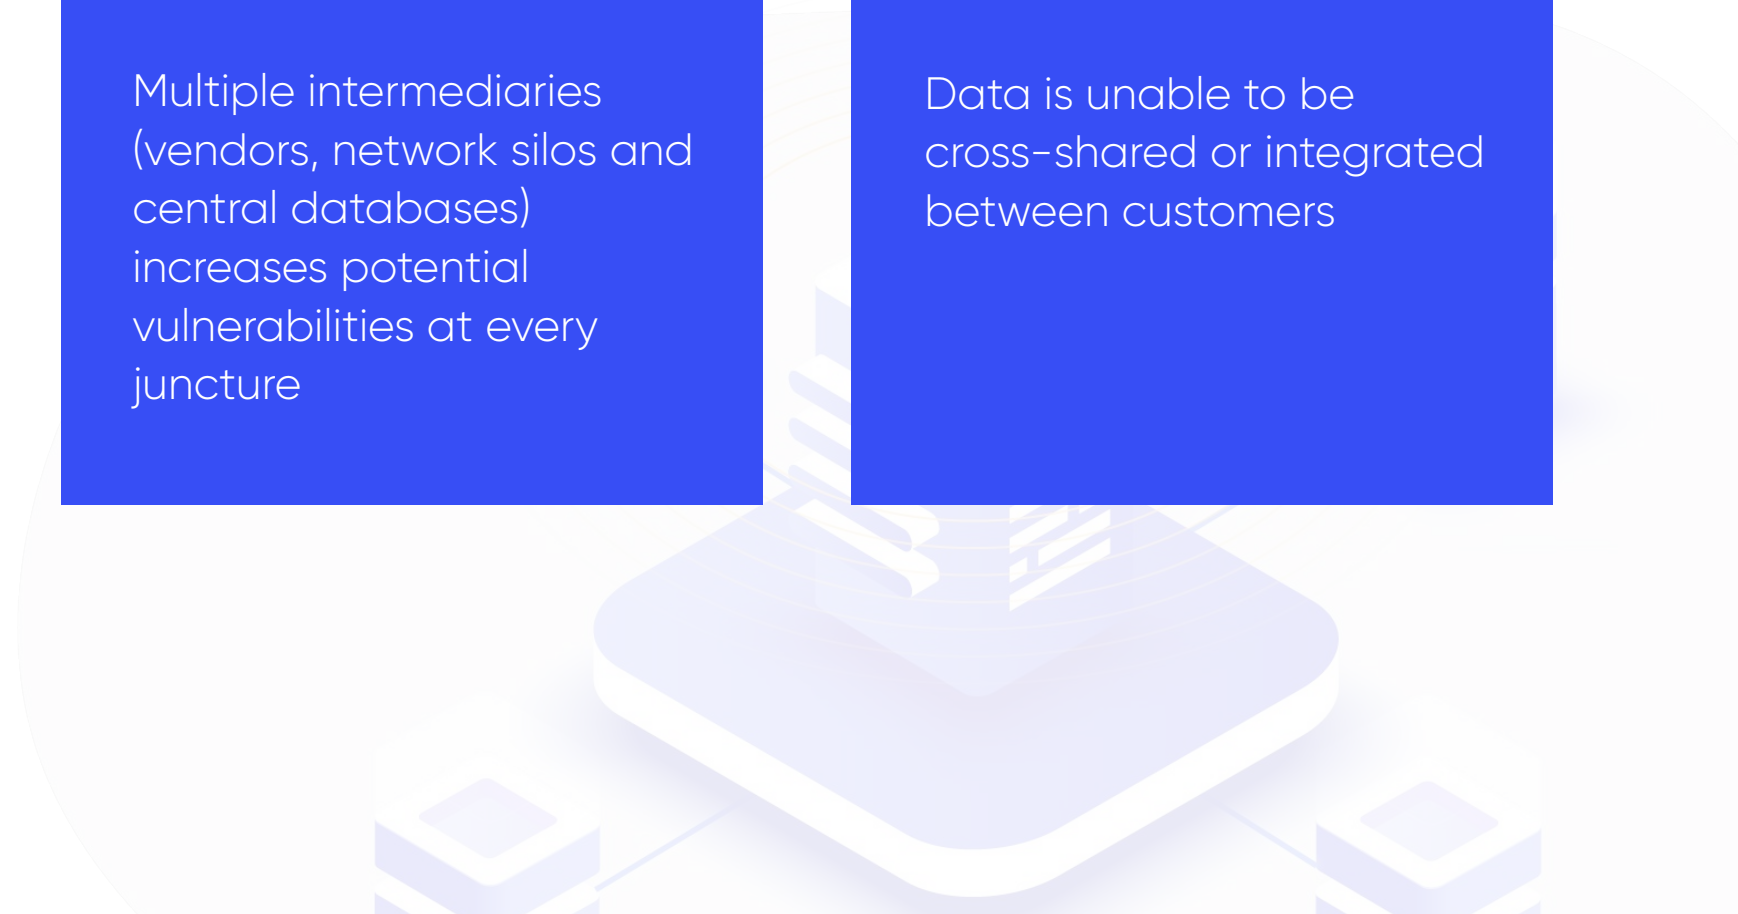 Multiple intermediaries
(vendors, network silos and
central databases)
increases potential
vulnerabilities at every
juncture
Data is unable to be
cross-shared or integrated
between customers